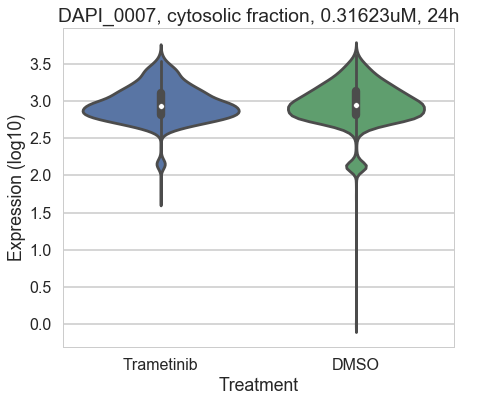 DAPI_0007, cytosolic fraction, 0.31623uM, 24h
Expression (log10)
3.5
3.0
2.5
2.0
1.5
1.0
0.5
0.0
Trametinib
DMSO
Treatment